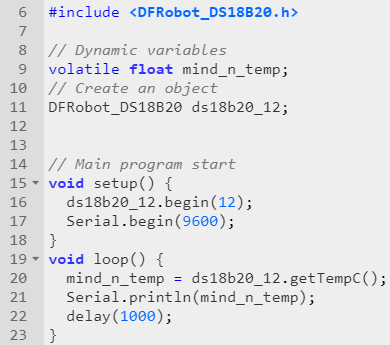 6 #include <DFRobot_DS18B20.h>
7
8 // Dynamic variables
9 volatile float mind_n_temp;
10 // Create an object
11 DFRobot_DS18B20 ds18b20_12;
12
13
14 // Main program start
15 void setup() {
16   ds18b20_12.begin(12);
17   Serial.begin(9600);
18 }
19 void loop() {
20   mind_n_temp = ds18b20_12.getTempC();
21   Serial.println(mind_n_temp);
22   delay(1000);
23 }